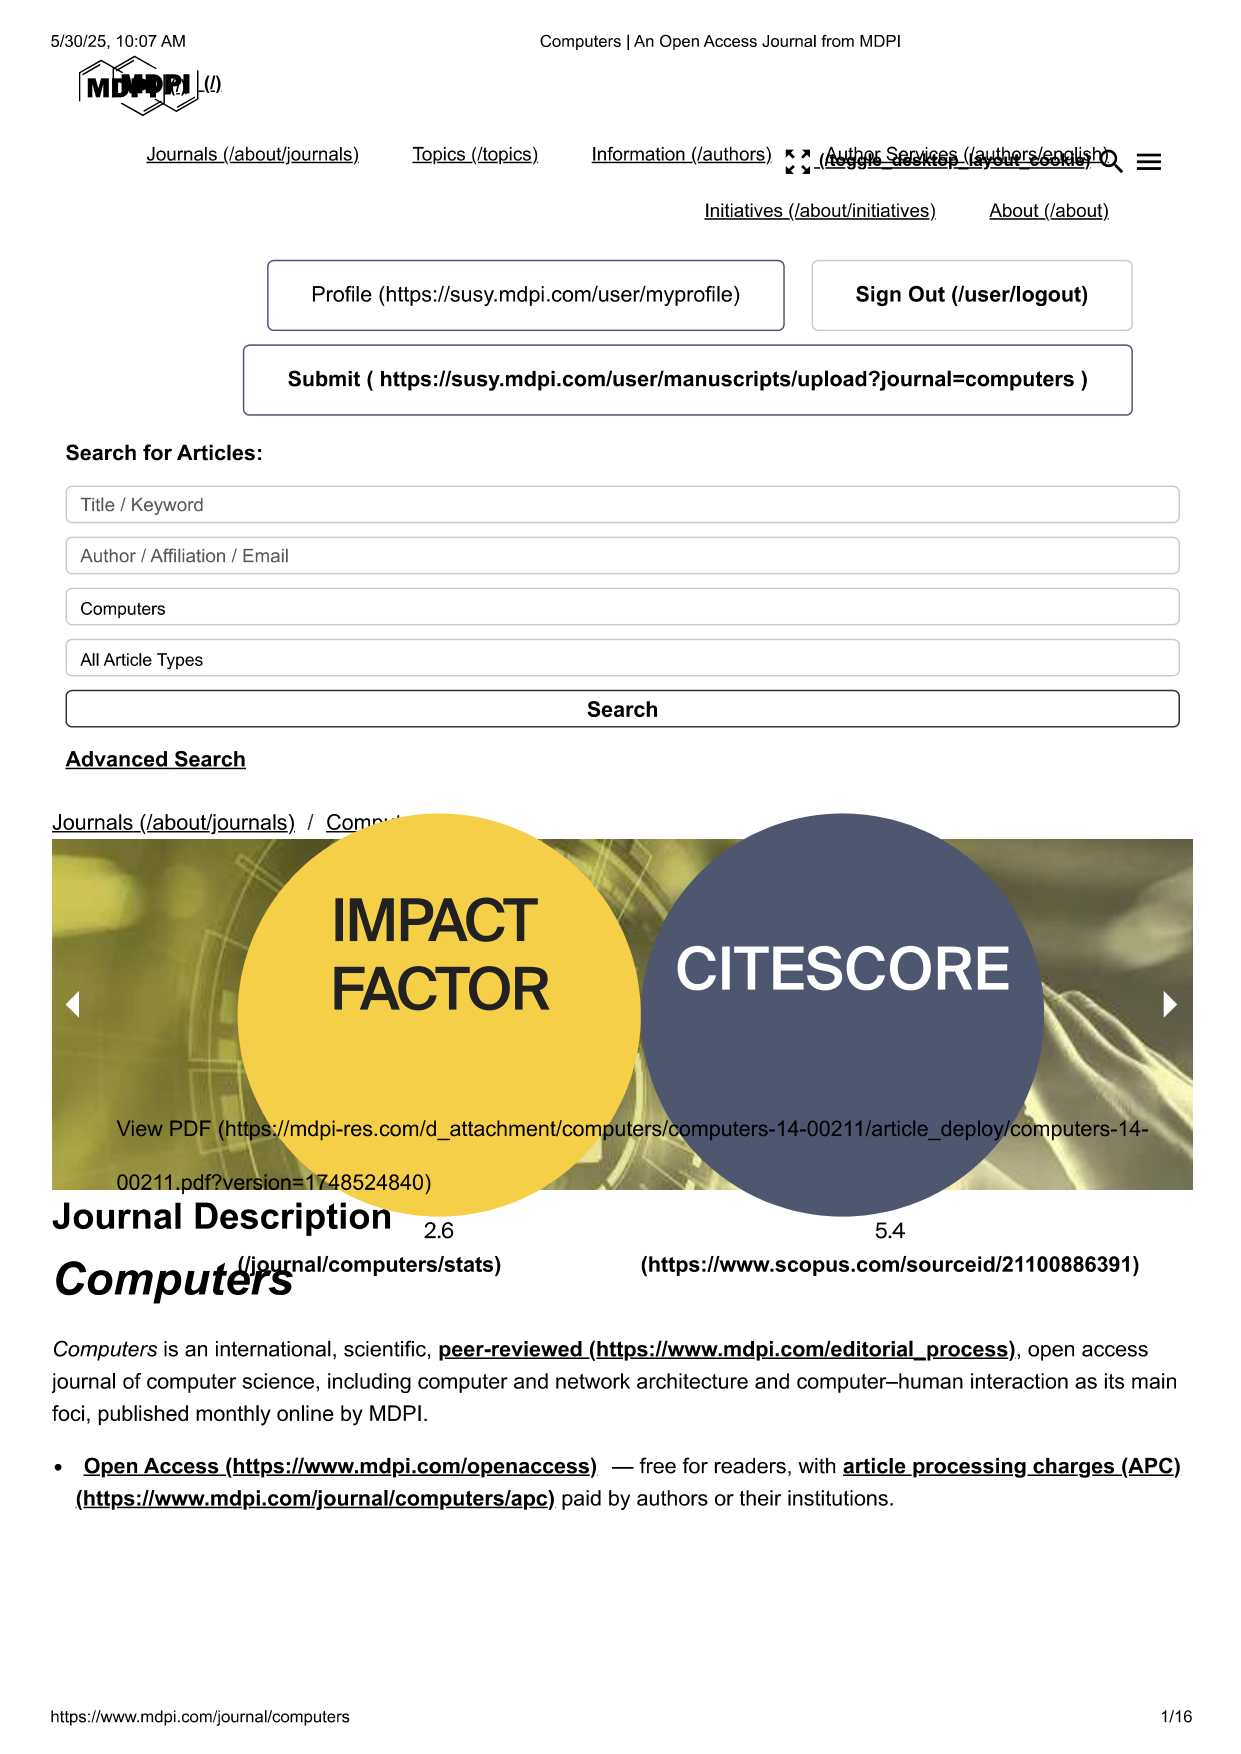 5/30/25, 10:07 AM
Computers | An Open Access Journal from MDPI
MDPI (/)
MDPI (/)
Journals (/about/journals)
Topics (/topics)
Information (/authors)
Author Services (/authors/english)
(/toggle_desktop_layout_cookie)
Initiatives (/about/initiatives)
About (/about)
Profile (https://susy.mdpi.com/user/myprofile)
Sign Out (/user/logout)
Submit ( https://susy.mdpi.com/user/manuscripts/upload?journal=computers )
Search for Articles:
Title / Keyword
Author / Affiliation / Email
Computers
All Article Types
Search
Advanced Search
Journals (/about/journals) /
IMPACT
FACTOR
CITESCORE
View PDF (https://mdpi-res.com/d_attachment/computers/computers-14-00211/article_deploy/computers-14-
00211.pdf?version=1748524840)
Journal Description
2.6
5.4
(/journal/computers/stats)
(https://www.scopus.com/sourceid/21100886391)
Computers
Computers is an international, scientific, peer-reviewed (https://www.mdpi.com/editorial_process), open access
journal of computer science, including computer and network architecture and computer–human interaction as its main
foci, published monthly online by MDPI.
• Open Access (https://www.mdpi.com/openaccess) — free for readers, with article processing charges (APC)
(https://www.mdpi.com/journal/computers/apc) paid by authors or their institutions.
https://www.mdpi.com/journal/computers
1/16